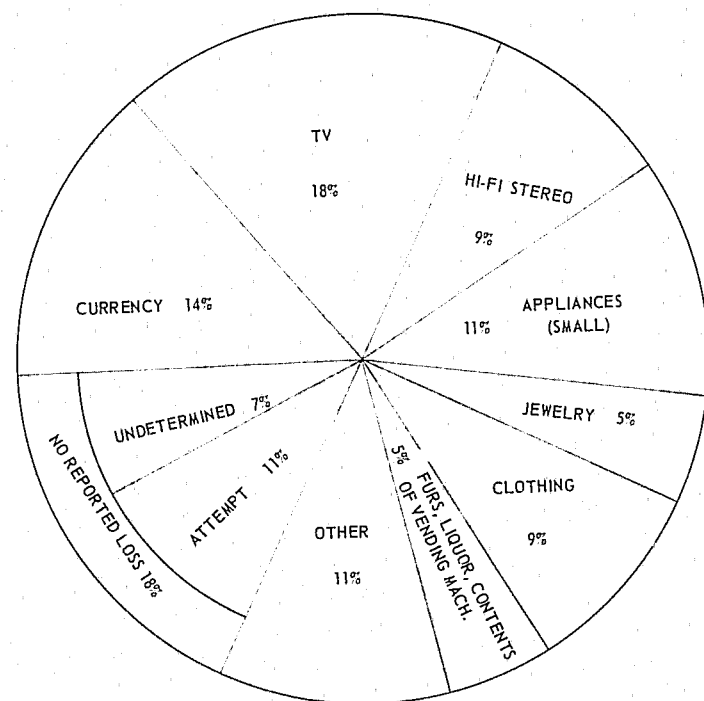 TV
18%
HI-FI STEREO
9%
APPLIANCES
(SMALL)
11%
JEWELRY 5%
CLOTHING
9%
5% FURS, LIQUOR, CONTENTS
OF VENDING MACH.
OTHER
11%
ATTEMPT 11%
UNDETERMINED 7%
NO REPORTED LOSS 18%
CURRENCY 14%